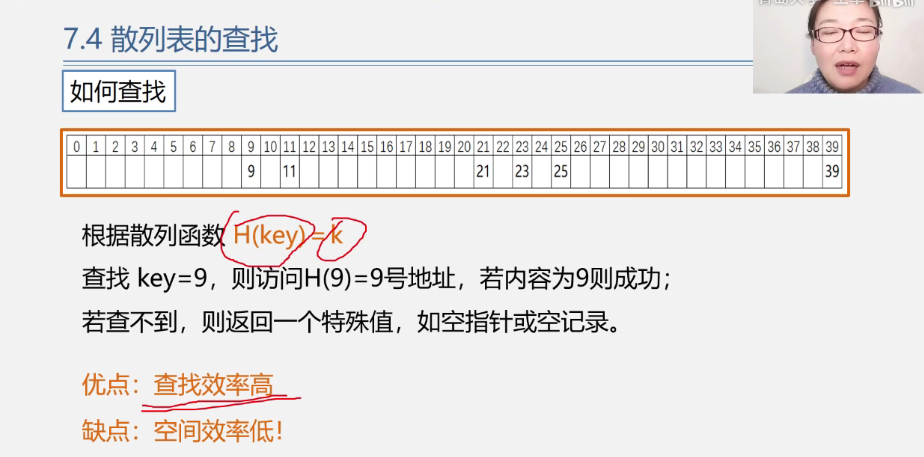 7.4 散列表的查找
如何查找
0 1 2 3 4 5 6 7 8 9 10 11 12 13 14 15 16 17 18 19 20 21 22 23 24 25 26 27 28 29 30 31 32 33 34 35 36 37 38 39
9 11 21 23 25 39
根据散列函数 H(key)=k
查找 key=9，则访问H(9)=9号地址，若内容为9则成功；
若查不到，则返回一个特殊值，如空指针或空记录。
优点：查找效率高
缺点：空间效率低！